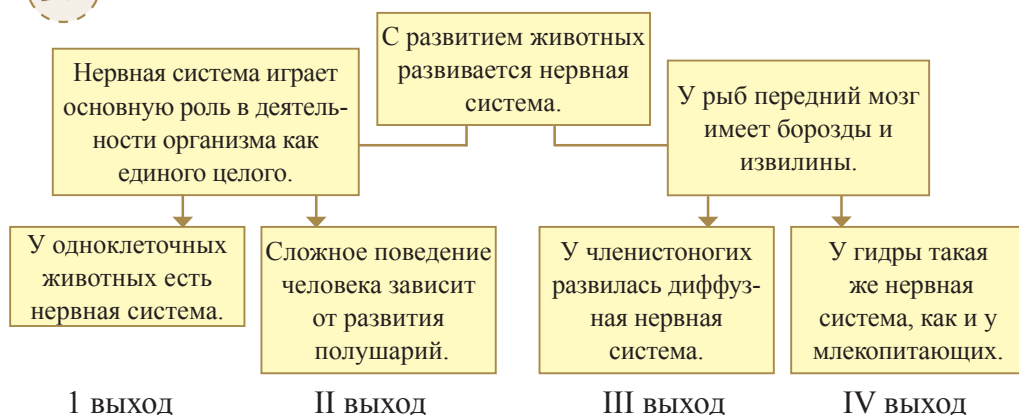 С развитием животных
развивается нервная
система.
Нервная система играет
основную роль в деятель-
ности организма как
единого целого.
У рыб передний мозг
имеет борозды и
извилины.
У одноклеточных
животных есть
нервная система.
Сложное поведение
человека зависит
от развития
полушарий.
У членистоногих
развилась диффуз-
ная нервная
система.
У гидры такая
же нервная
система, как и у
млекопитающих.
1 выход
II выход
III выход
IV выход